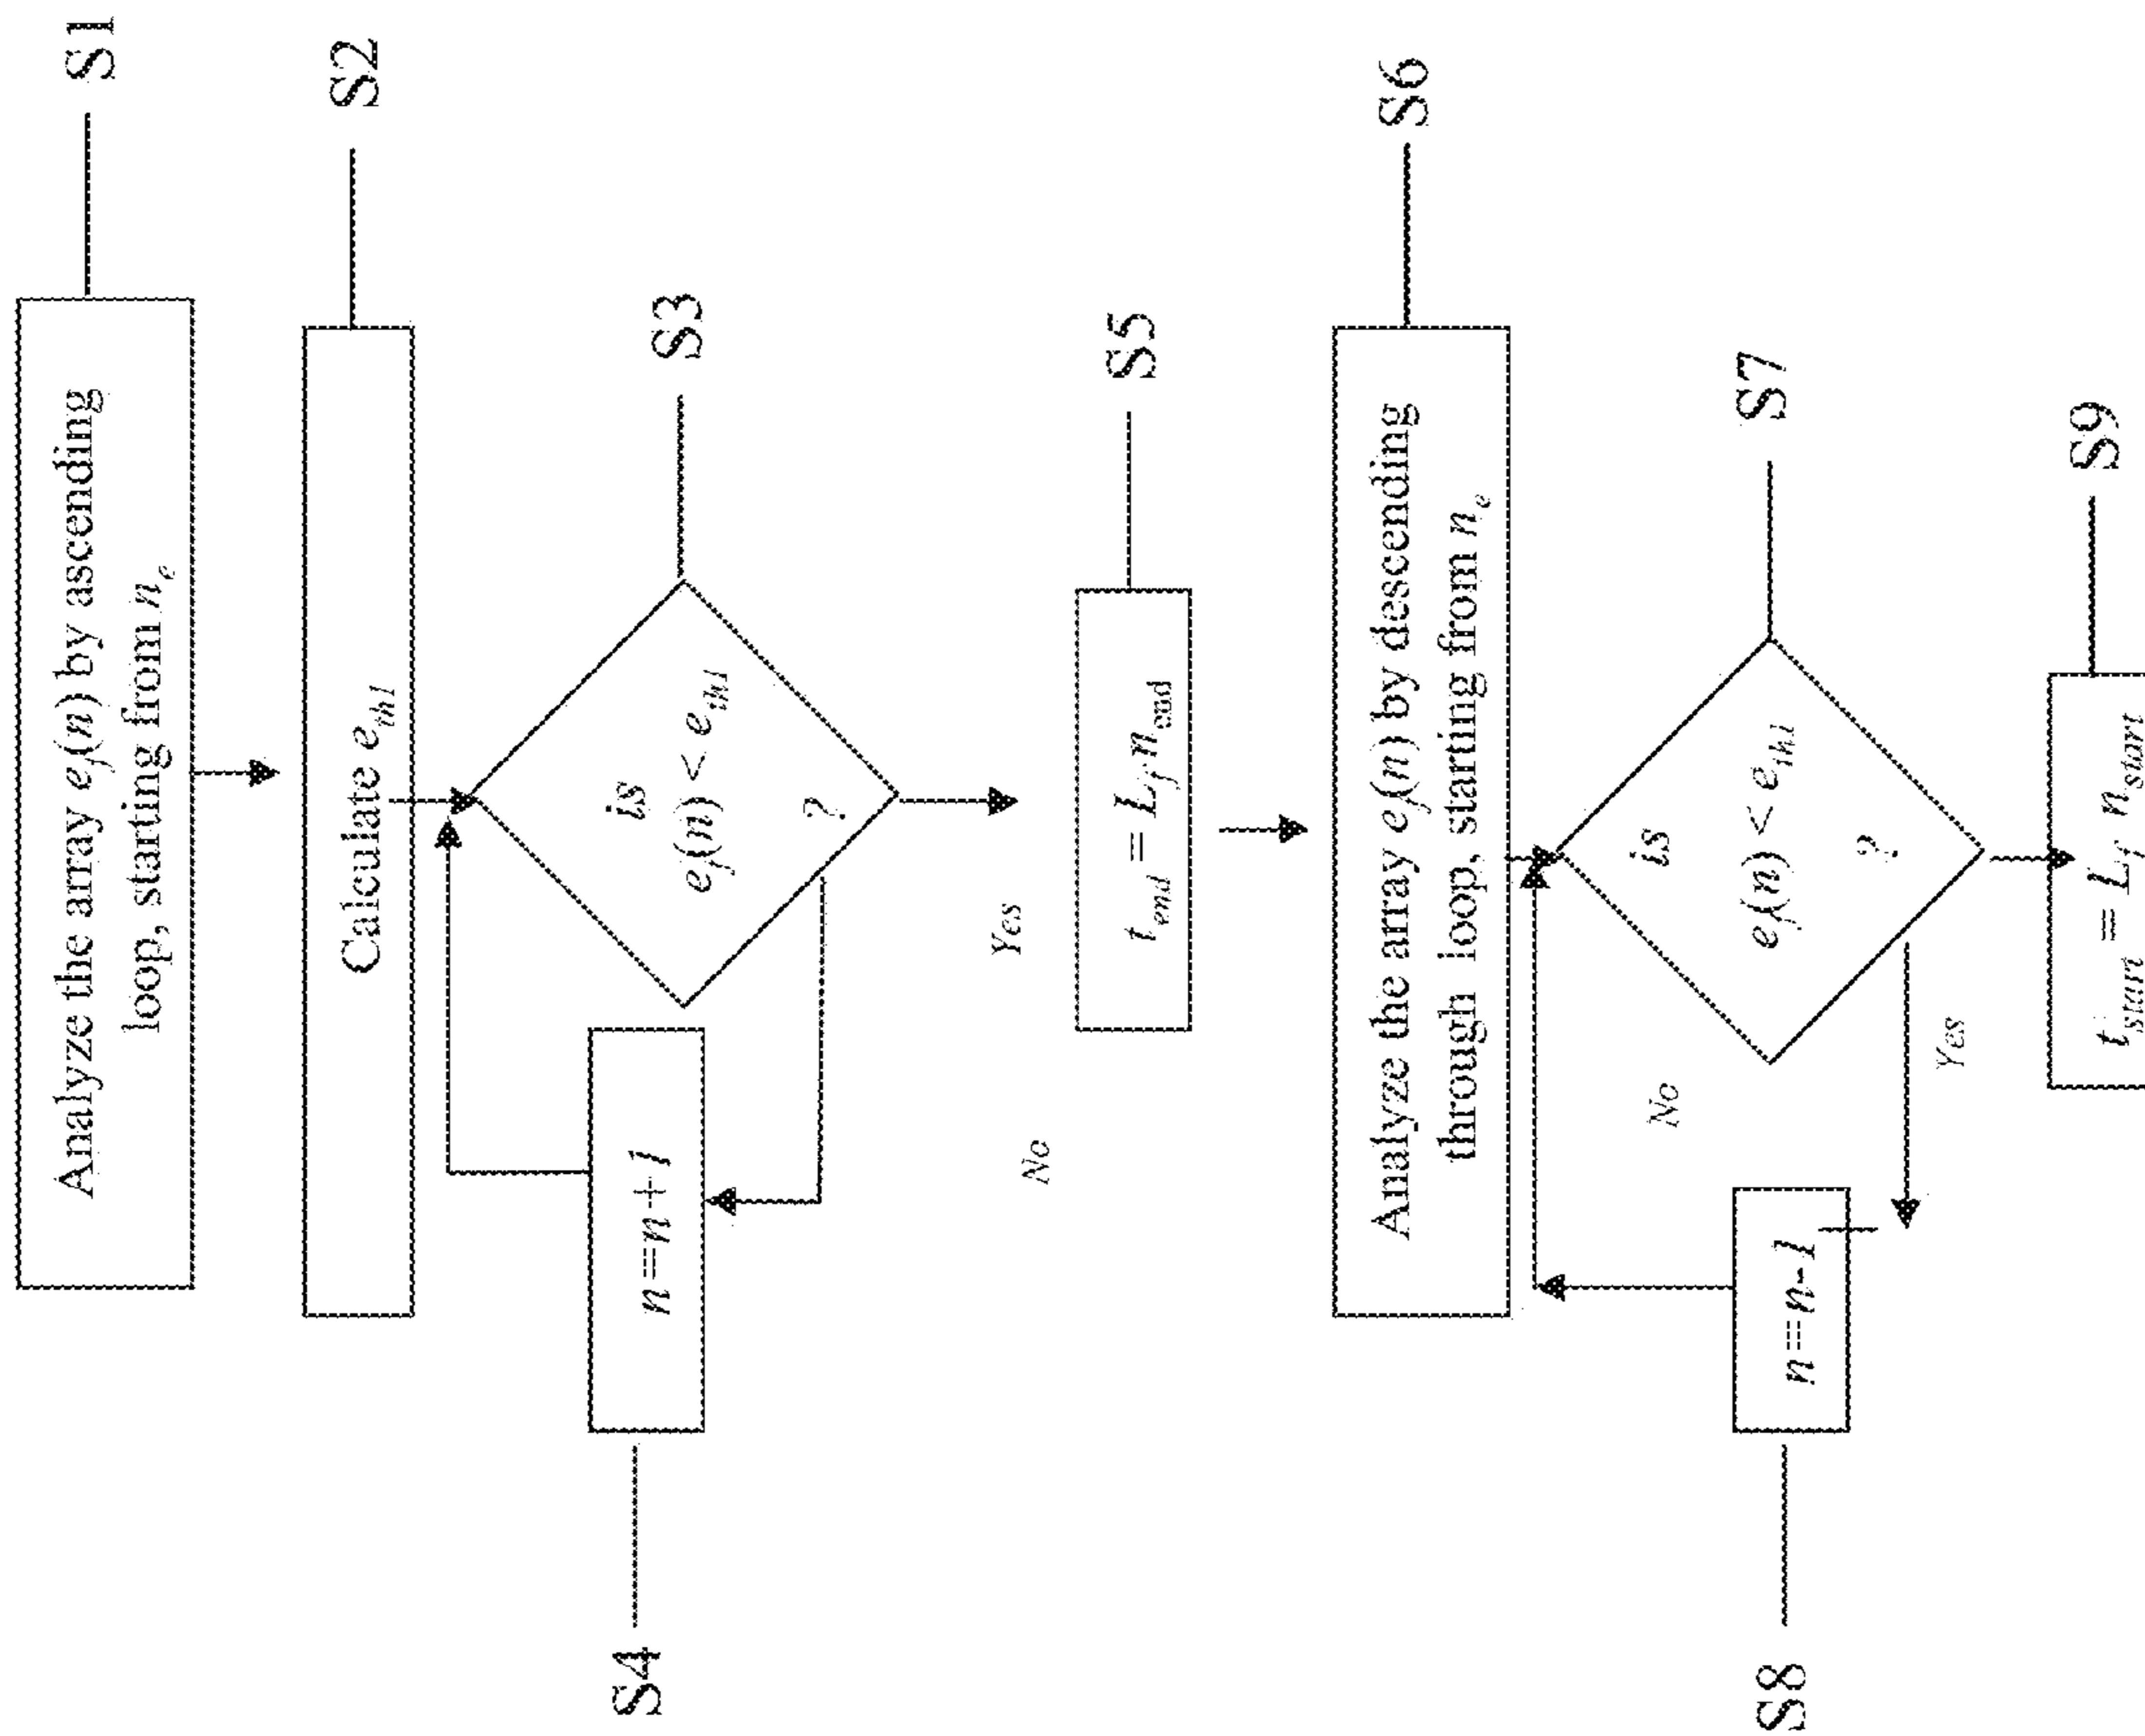 Analyze the array e_f(n) by ascending
loop, starting from n_e
S1
Calculate e_th1
S2
is
e_f(n) < e_th1
?
S3
n=n+1
S4
No
Yes
t_end = L_f·n_end
S5
Analyze the array e_f(n) by descending
through loop, starting from n_e
S6
is
e_f(n) < e_th1
?
S7
No
n=n-1
S8
Yes
t_start = L_f n_start
S9